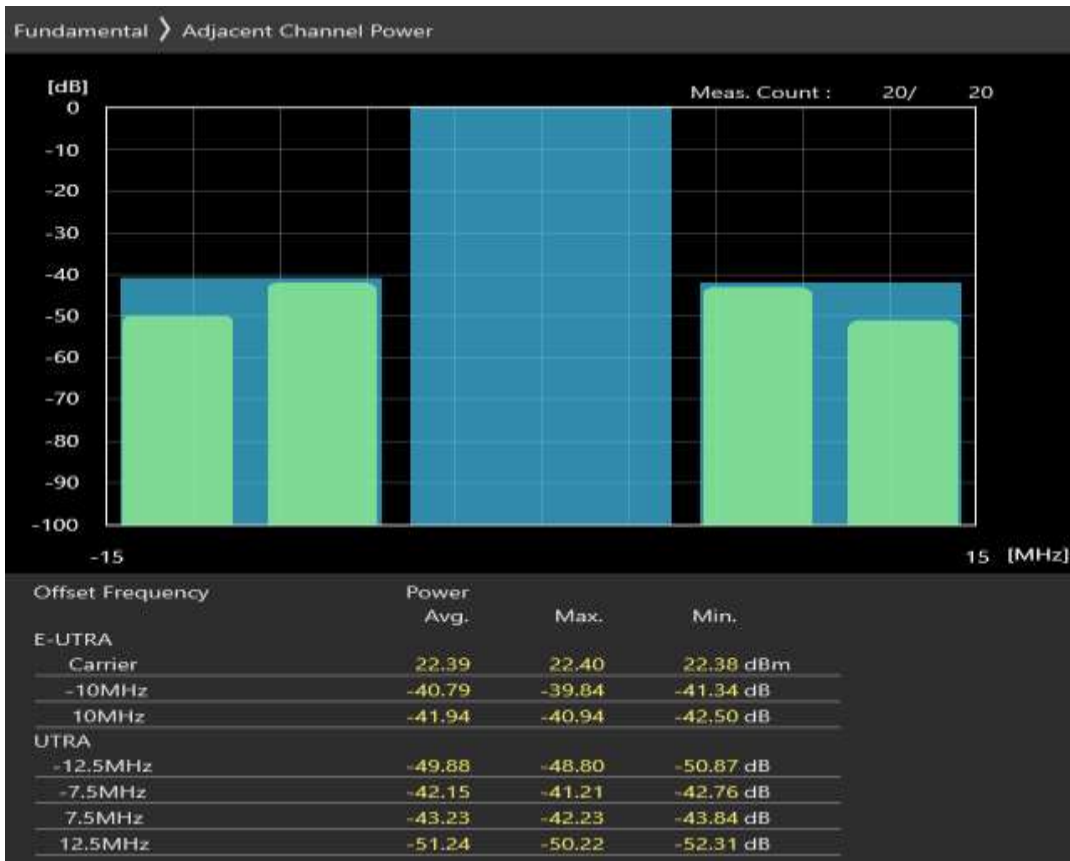 Fundamental 〉 Adjacent Channel Power
[dB]
Meas. Count : 20/ 20
0
-10
-20
-30
-40
-50
-60
-70
-80
-90
-100
-15 15 [MHz]
Offset Frequency Power
Avg. Max. Min.
E-UTRA
Carrier 22.39 22.40 22.38 dBm
-10MHz -40.79 -39.84 -41.34 dB
10MHz -41.94 -40.94 -42.50 dB
UTRA
-12.5MHz -49.88 -48.80 -50.87 dB
-7.5MHz -42.15 -41.21 -42.76 dB
7.5MHz -43.23 -42.23 -43.84 dB
12.5MHz -51.24 -50.22 -52.31 dB